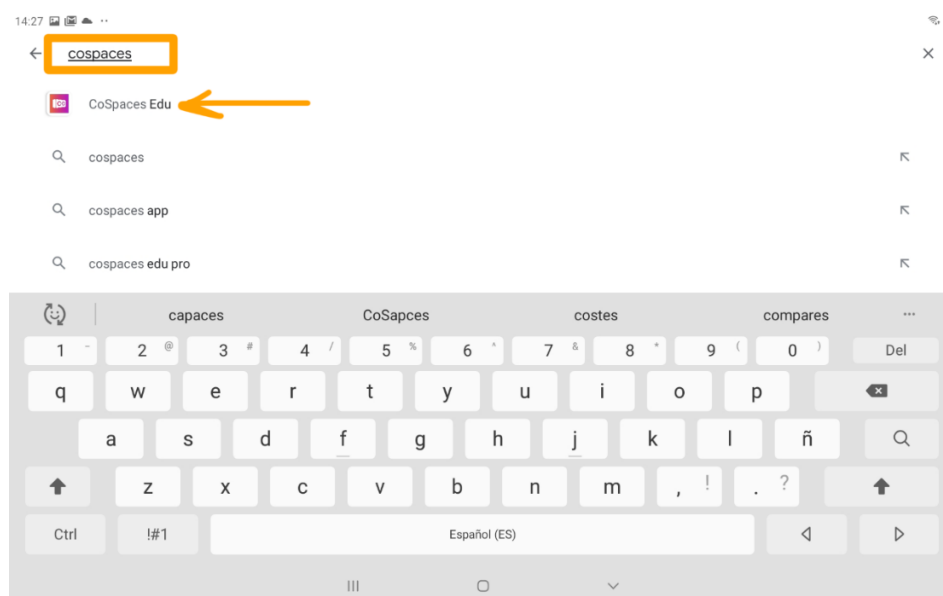 14:27
cospaces
CoSpaces Edu
cospaces
cospaces app
cospaces edu pro
capaces CoSapces costes compares ...
1 - 2 @ 3 # 4 / 5 % 6 ^ 7 & 8 * 9 ( 0 ) Del
q w e r t y u i o p
a s d f g h j k l ñ
z x c v b n m , ! . ?
Ctrl !#1 Español (ES)